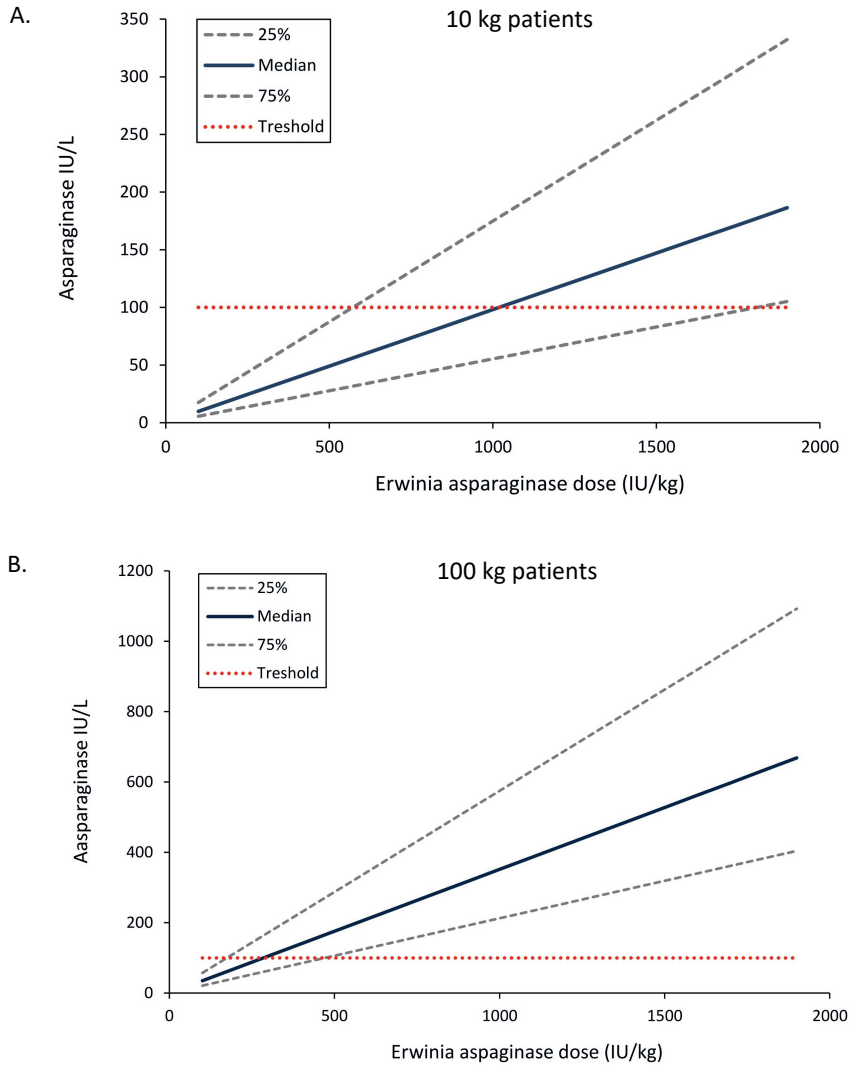 A.
10 kg patients
350
300
250
200
150
100
50
0
Asparaginase IU/L
25%
Median
75%
Treshold
0 500 1000 1500 2000
Erwinia asparaginase dose (IU/kg)
B.
100 kg patients
1200
1000
800
600
400
200
0
Aasparaginase IU/L
25%
Median
75%
Treshold
0 500 1000 1500 2000
Erwinia aspaginase dose (IU/kg)